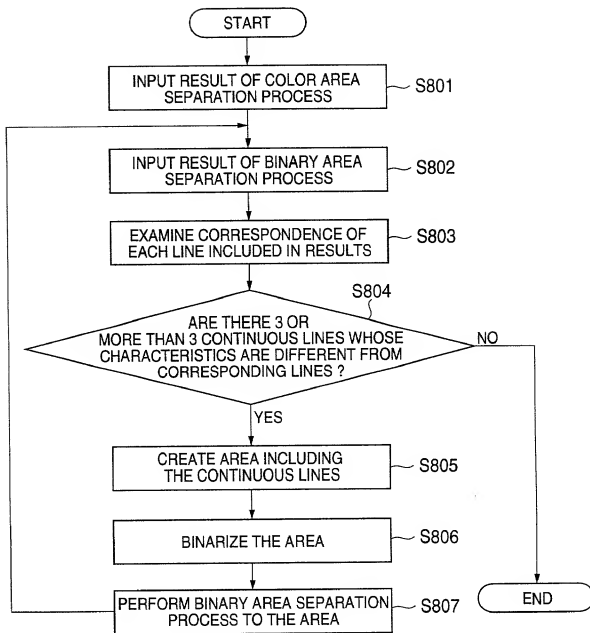 START
INPUT RESULT OF COLOR AREA
SEPARATION PROCESS
S801
INPUT RESULT OF BINARY AREA
SEPARATION PROCESS
S802
EXAMINE CORRESPONDENCE OF
EACH LINE INCLUDED IN RESULTS
S803
S804
ARE THERE 3 OR
MORE THAN 3 CONTINUOUS LINES WHOSE
CHARACTERISTICS ARE DIFFERENT FROM
CORRESPONDING LINES ?
NO
YES
CREATE AREA INCLUDING
THE CONTINUOUS LINES
S805
BINARIZE THE AREA
S806
PERFORM BINARY AREA SEPARATION
PROCESS TO THE AREA
S807
END